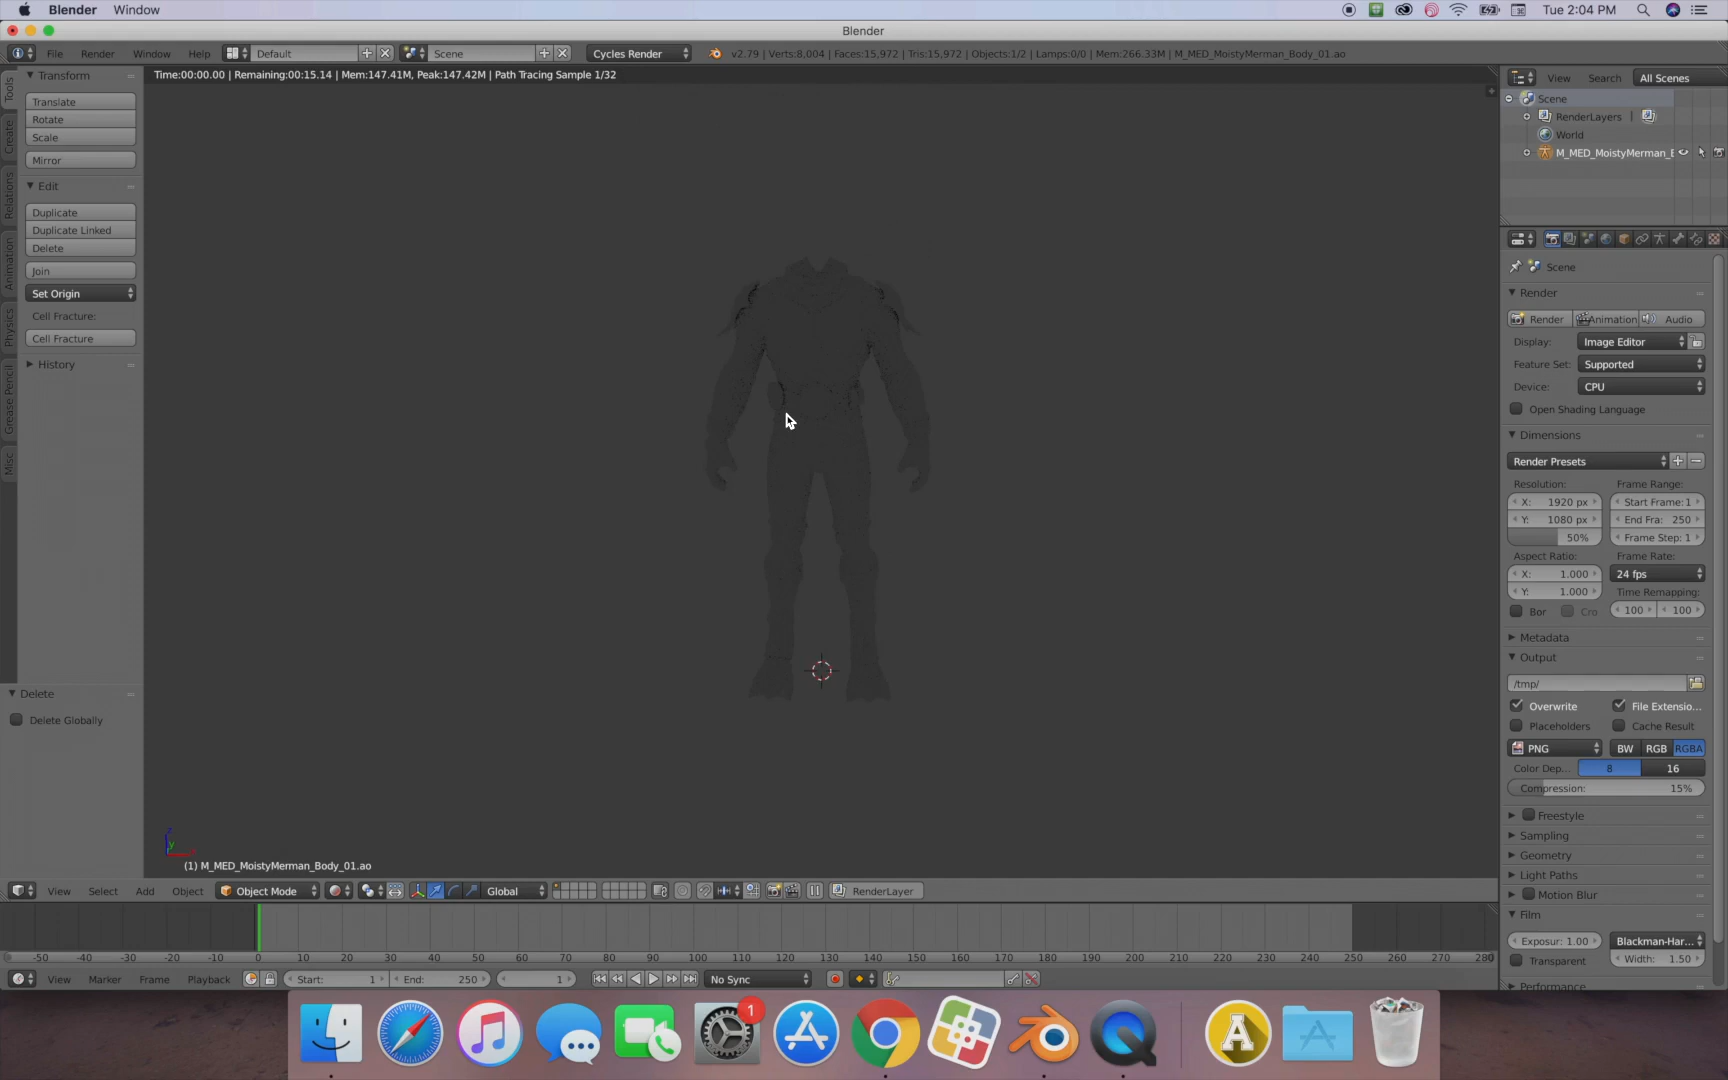 Blender Window Tue 2:04 PM
Blender
File Render Window Help Default Scene Cycles Render v2.79 | Verts:8,004 | Faces:15,972 | Tris:15,972 | Objects:1/2 | Lamps:0/0 | Mem:266.33M | M_MED_MoistyMerman_Body_01.ao
Time:00:00.00 | Remaining:00:15.14 | Mem:147.41M, Peak:147.42M | Path Tracing Sample 1/32
Tools
Create
Relations
Animation
Physics
Grease Pencil
Misc
Transform
Translate
Rotate
Scale
Mirror
Edit
Duplicate
Duplicate Linked
Delete
Join
Set Origin
Cell Fracture:
Cell Fracture
History
Delete
Delete Globally
z
y
(1) M_MED_MoistyMerman_Body_01.ao
View Search All Scenes
Scene
RenderLayers |
World
M_MED_MoistyMerman_E
Scene
Render
Render Animation Audio
Display: Image Editor
Feature Set: Supported
Device: CPU
Open Shading Language
Dimensions
Render Presets
Resolution: Frame Range:
X: 1920 px Start Frame: 1
Y: 1080 px End Fra: 250
50% Frame Step: 1
Aspect Ratio: Frame Rate:
X: 1.000 24 fps
Y: 1.000 Time Remapping:
Bor Cro 100 100
Metadata
Output
/tmp/
Overwrite File Extensio...
Placeholders Cache Result
PNG BW RGB RGBA
Color Dep... 8 16
Compression: 15%
Freestyle
Sampling
Geometry
Light Paths
Motion Blur
Film
Exposur: 1.00 Blackman-Har...
Transparent Width: 1.50
Performance
View Select Add Object Object Mode Global RenderLayer
-50 -40 -30 -20 -10 0 10 20 30 40 50 60 70 80 90 100 110 120 130 140 150 160 170 180 190 200 210 220 230 240 250 260 270 280
View Marker Frame Playback Start: 1 End: 250 1 No Sync
1